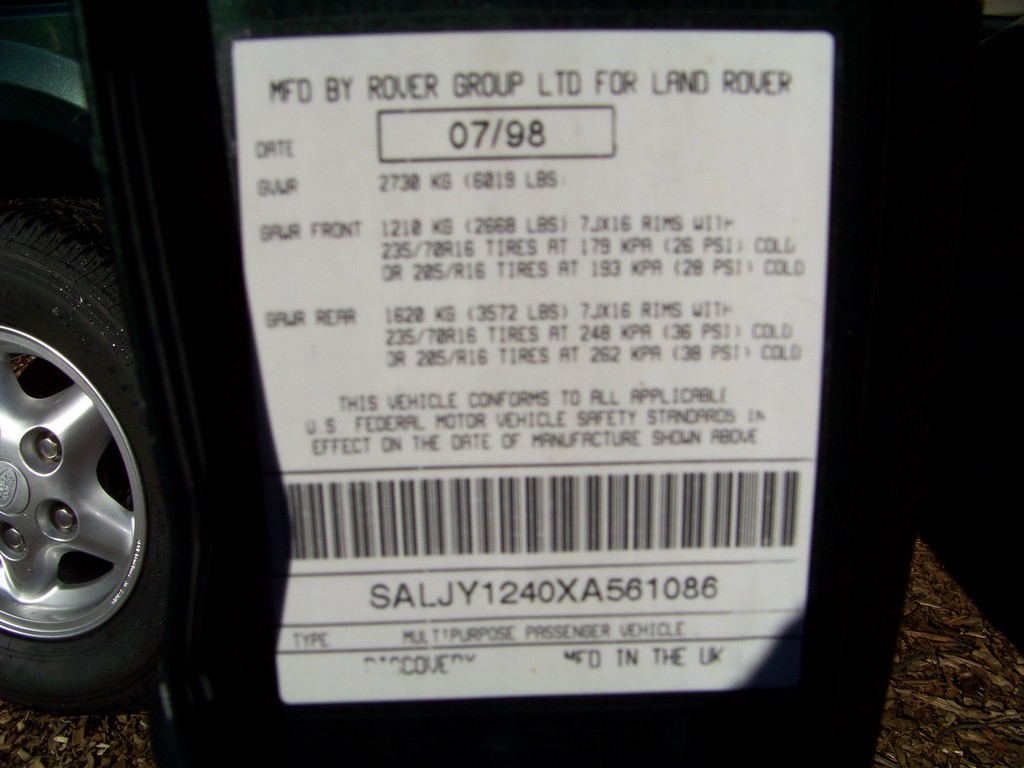 MFD BY ROVER GROUP LTD FOR LAND ROVER
DATE 07/98
GVWR 2730 KG (6019 LBS
GAWR FRONT 1210 KG (2668 LBS) 7JX16 RIMS WITH
235/70R16 TIRES AT 179 KPA (26 PSI) COLD
OR 205/R16 TIRES AT 193 KPA (28 PSI) COLD
GAWR REAR 1620 KG (3572 LBS) 7JX16 RIMS WITH
235/70R16 TIRES AT 248 KPA (36 PSI) COLD
OR 205/R16 TIRES AT 262 KPA (38 PSI) COLD
THIS VEHICLE CONFORMS TO ALL APPLICABLE
U.S. FEDERAL MOTOR VEHICLE SAFETY STANDARDS IN
EFFECT ON THE DATE OF MANUFACTURE SHOWN ABOVE
SALJY1240XA561086
TYPE MULTIPURPOSE PASSENGER VEHICLE
DISCOVERY MFD IN THE UK